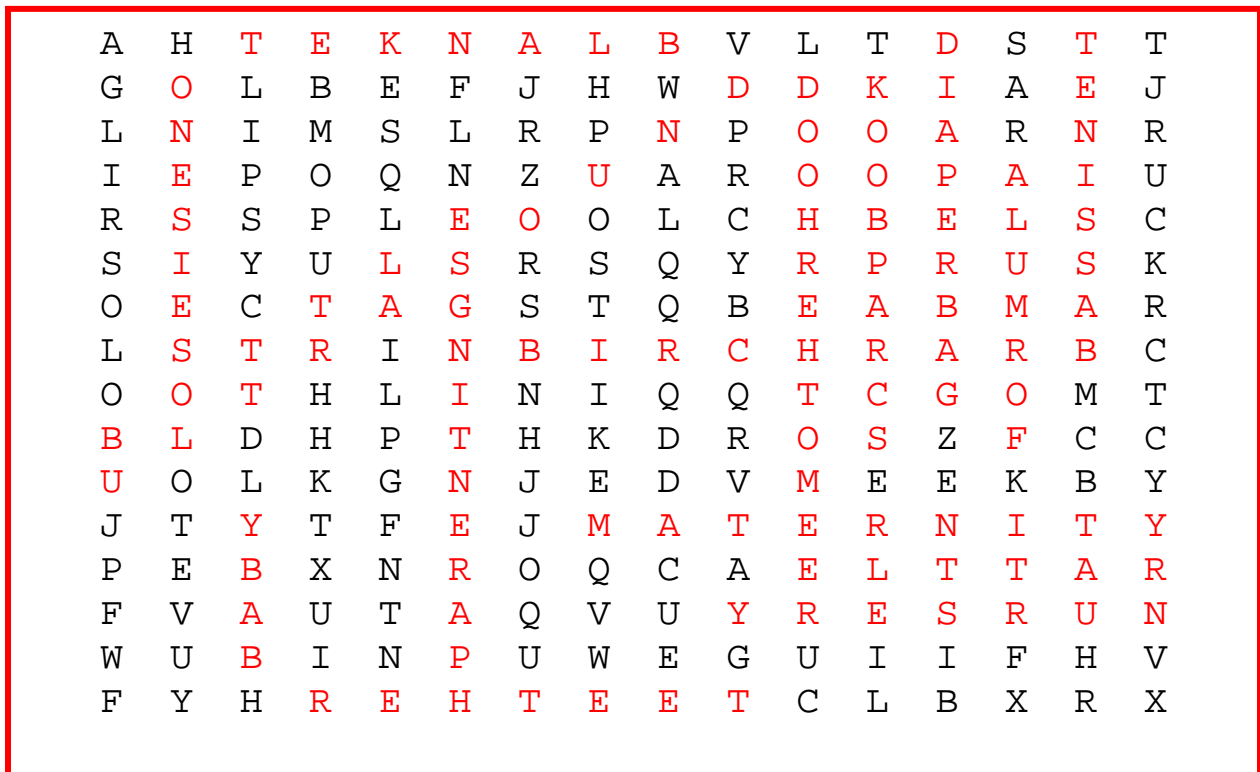 A H T E K N A L B V L T D S T T
G O L B E F J H W D D K I A E J
L N I M S L R P N P O O A R N R
I E P O Q N Z U A R O O P A I U
R S S P L E O O L C H B E L S C
S I Y U L S R S Q Y R P R U S K
O E C T A G S T Q B E A B M A R
L S T R I N B I R C H R A R B C
O O T H L I N I Q Q T C G O M T
B L D H P T H K D R O S Z F C C
U O L K G N J E D V M E E K B Y
J T Y T F E J M A T E R N I T Y
P E B X N R O Q C A E L T T A R
F V A U T A Q V U Y R E S R U N
W U B I N P U W E G U I I F H V
F Y H R E H T E E T C L B X R X